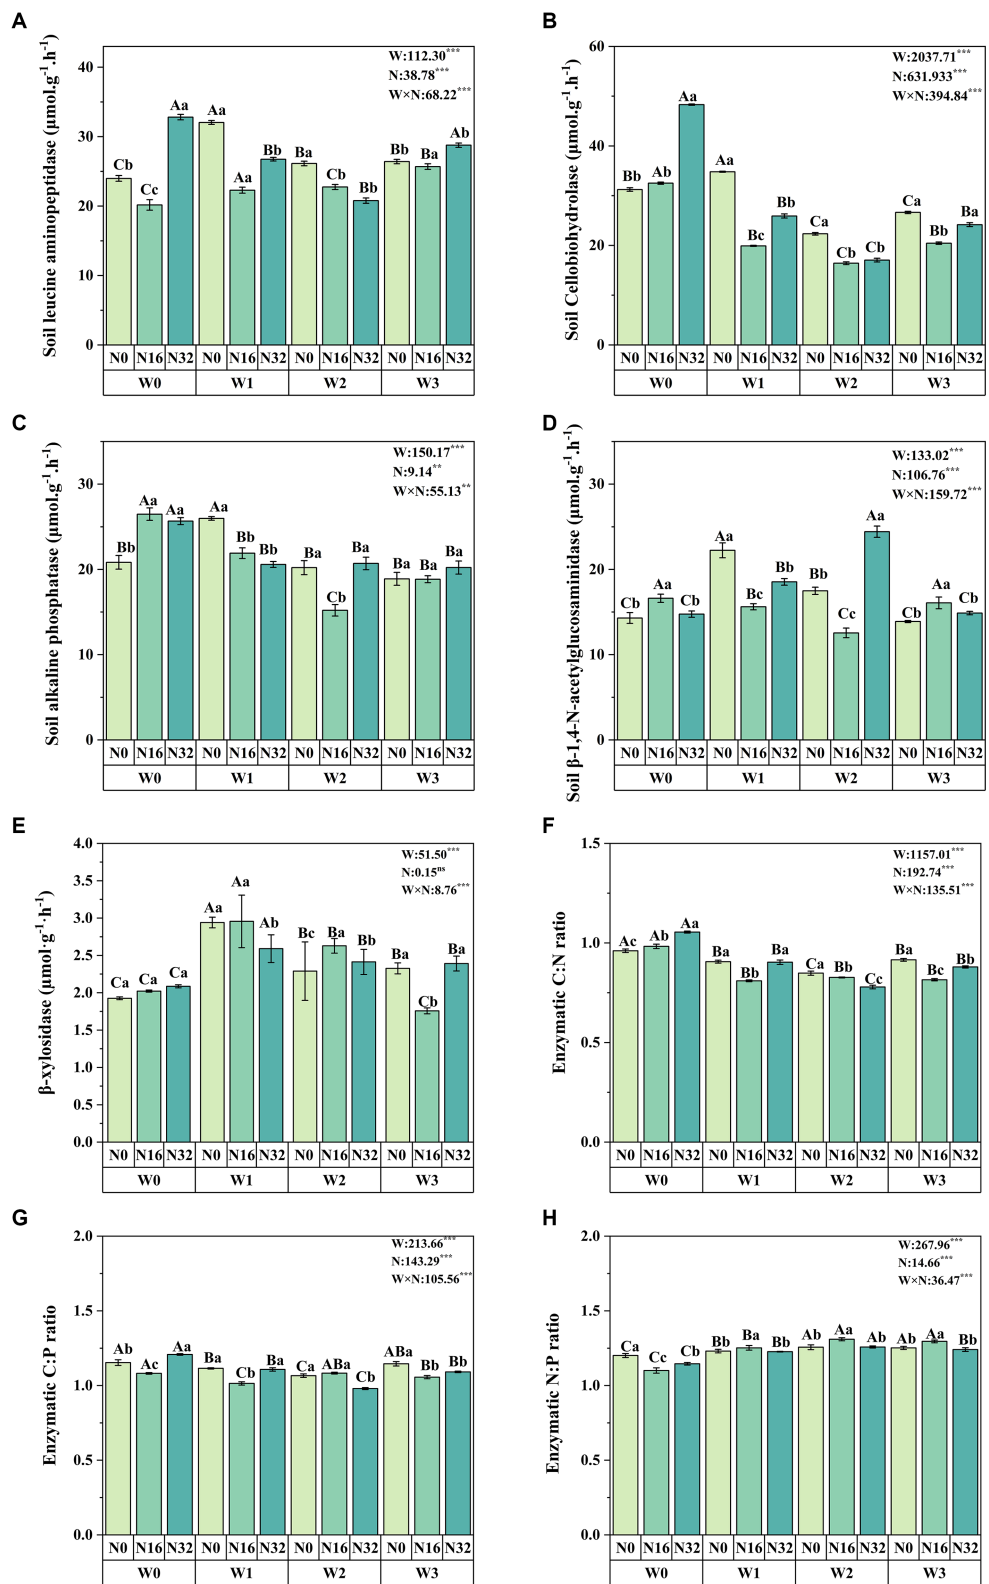 A
Soil leucine aminopeptidase (μmol.g⁻¹.h⁻¹)
W:112.30***
N:38.78***
W×N:68.22***
40
30
20
10
0
Cb Cc Aa Aa Aa Bb Ba Cb Bb Bb Ba Ab
N0 N16 N32 N0 N16 N32 N0 N16 N32 N0 N16 N32
W0 W1 W2 W3
B
Soil Cellobiohydrolase (μmol.g⁻¹.h⁻¹)
W:2037.71***
N:631.933***
W×N:394.84***
60
40
20
0
Bb Ab Aa Aa Bc Bb Ca Cb Cb Ca Bb Ba
N0 N16 N32 N0 N16 N32 N0 N16 N32 N0 N16 N32
W0 W1 W2 W3
C
Soil alkaline phosphatase (μmol.g⁻¹.h⁻¹)
W:150.17***
N:9.14**
W×N:55.13**
30
20
10
0
Bb Aa Aa Aa Bb Bb Ba Cb Ba Ba Ba Ba
N0 N16 N32 N0 N16 N32 N0 N16 N32 N0 N16 N32
W0 W1 W2 W3
D
Soil β-1,4-N-acetylglucosaminidase (μmol.g⁻¹.h⁻¹)
W:133.02***
N:106.76***
W×N:159.72***
30
20
10
0
Cb Aa Cb Aa Bc Bb Bb Cc Aa Cb Aa Cb
N0 N16 N32 N0 N16 N32 N0 N16 N32 N0 N16 N32
W0 W1 W2 W3
E
β-xylosidase (μmol·g⁻¹·h⁻¹)
W:51.50***
N:0.15ns
W×N:8.76***
4.0
3.5
3.0
2.5
2.0
1.5
1.0
0.5
0.0
Ca Ca Ca Aa Aa Ab Bc Ba Bb Ba Cb Ba
N0 N16 N32 N0 N16 N32 N0 N16 N32 N0 N16 N32
W0 W1 W2 W3
F
Enzymatic C:N ratio
W:1157.01***
N:192.74***
W×N:135.51***
1.5
1.0
0.5
0.0
Ac Ab Aa Ba Bb Ba Ca Bb Cc Ba Bc Bb
N0 N16 N32 N0 N16 N32 N0 N16 N32 N0 N16 N32
W0 W1 W2 W3
G
Enzymatic C:P ratio
W:213.66***
N:143.29***
W×N:105.56***
2.0
1.5
1.0
0.5
0.0
Ab Ac Aa Ba Cb Ba Ca ABa Cb ABa Bb Bb
N0 N16 N32 N0 N16 N32 N0 N16 N32 N0 N16 N32
W0 W1 W2 W3
H
Enzymatic N:P ratio
W:267.96***
N:14.66***
W×N:36.47***
2.0
1.5
1.0
0.5
0.0
Ca Cc Cb Bb Ba Bb Ab Aa Ab Ab Aa Bb
N0 N16 N32 N0 N16 N32 N0 N16 N32 N0 N16 N32
W0 W1 W2 W3